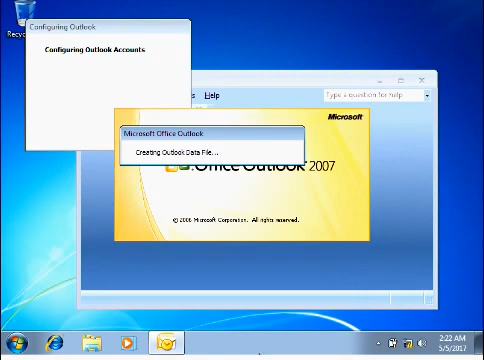 Configuring Outlook
Recyc
Configuring Outlook Accounts
Help
Type a question for help
Microsoft
Microsoft Office Outlook
Creating Outlook Data File...
Office Outlook 2007
© 2006 Microsoft Corporation. All rights reserved.
2:22 AM
5/5/2017